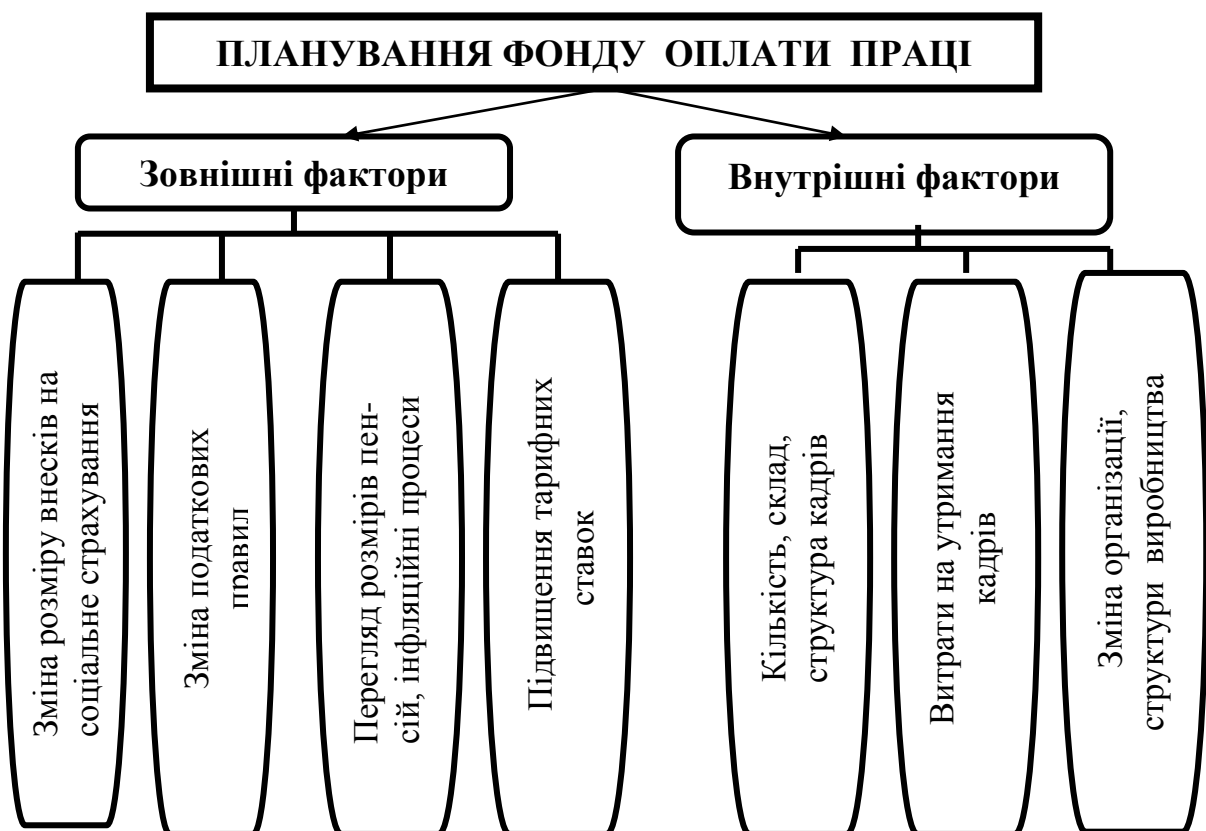 ПЛАНУВАННЯ ФОНДУ ОПЛАТИ ПРАЦІ
Зовнішні фактори
Внутрішні фактори
Зміна розміру внесків на
соціальне страхування
Зміна податкових
правил
Перегляд розмірів пен-
сій, інфляційні процеси
Підвищення тарифних
ставок
Кількість, склад,
структура кадрів
Витрати на утримання
кадрів
Зміна організації,
структури виробництва